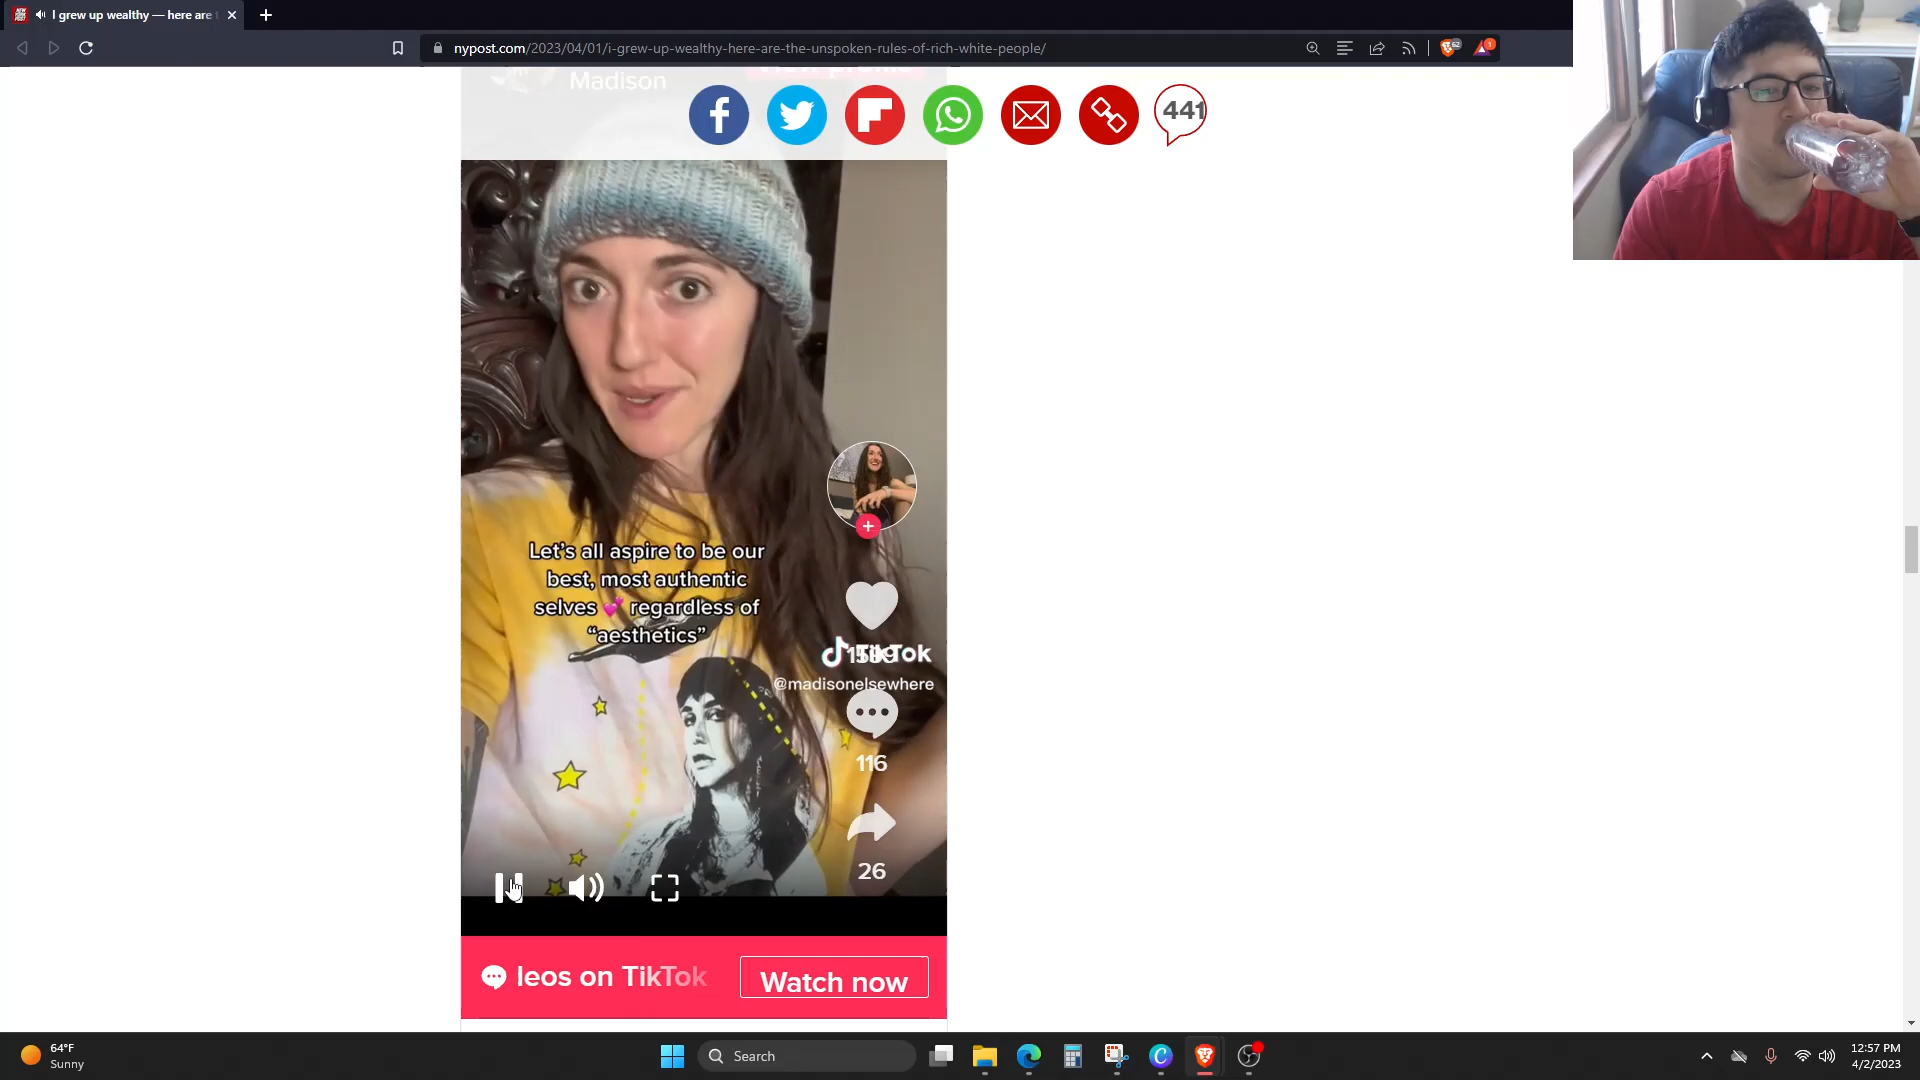 I grew up wealthy — here are
nypost.com/2023/04/01/i-grew-up-wealthy-here-are-the-unspoken-rules-of-rich-white-people/
62
1
Madison
441
Let's all aspire to be our
best, most authentic
selves 💕 regardless of
“aesthetics”
TikTok
@madisonelsewhere
116
26
leos on TikTok
Watch now
64°F
Sunny
Search
12:57 PM
4/2/2023